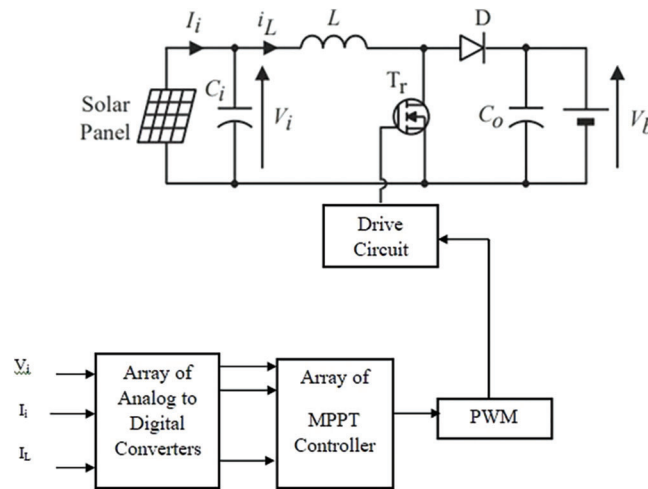 I_i
i_L
L
D
Solar
Panel
C_i
V_i
T_r
C_o
V_b
Drive
Circuit
V_i
I_i
I_L
Array of
Analog to
Digital
Converters
Array of
MPPT
Controller
PWM